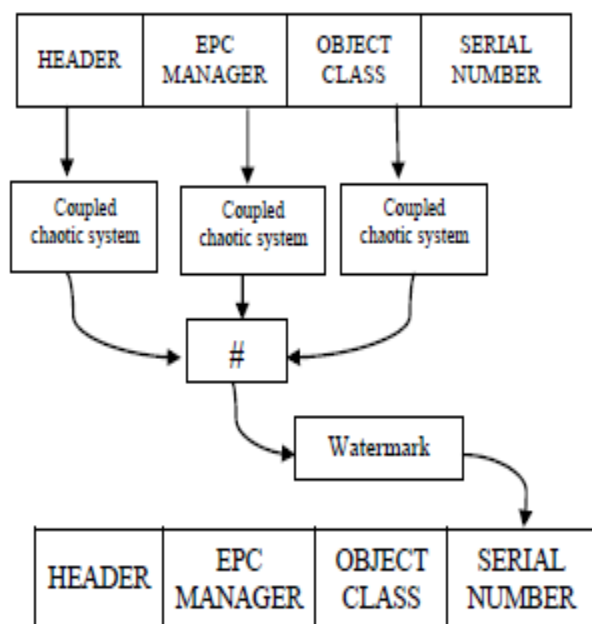 HEADER
EPC
MANAGER
OBJECT
CLASS
SERIAL
NUMBER
Coupled
chaotic system
Coupled
chaotic system
Coupled
chaotic system
#
Watermark
HEADER
EPC
MANAGER
OBJECT
CLASS
SERIAL
NUMBER